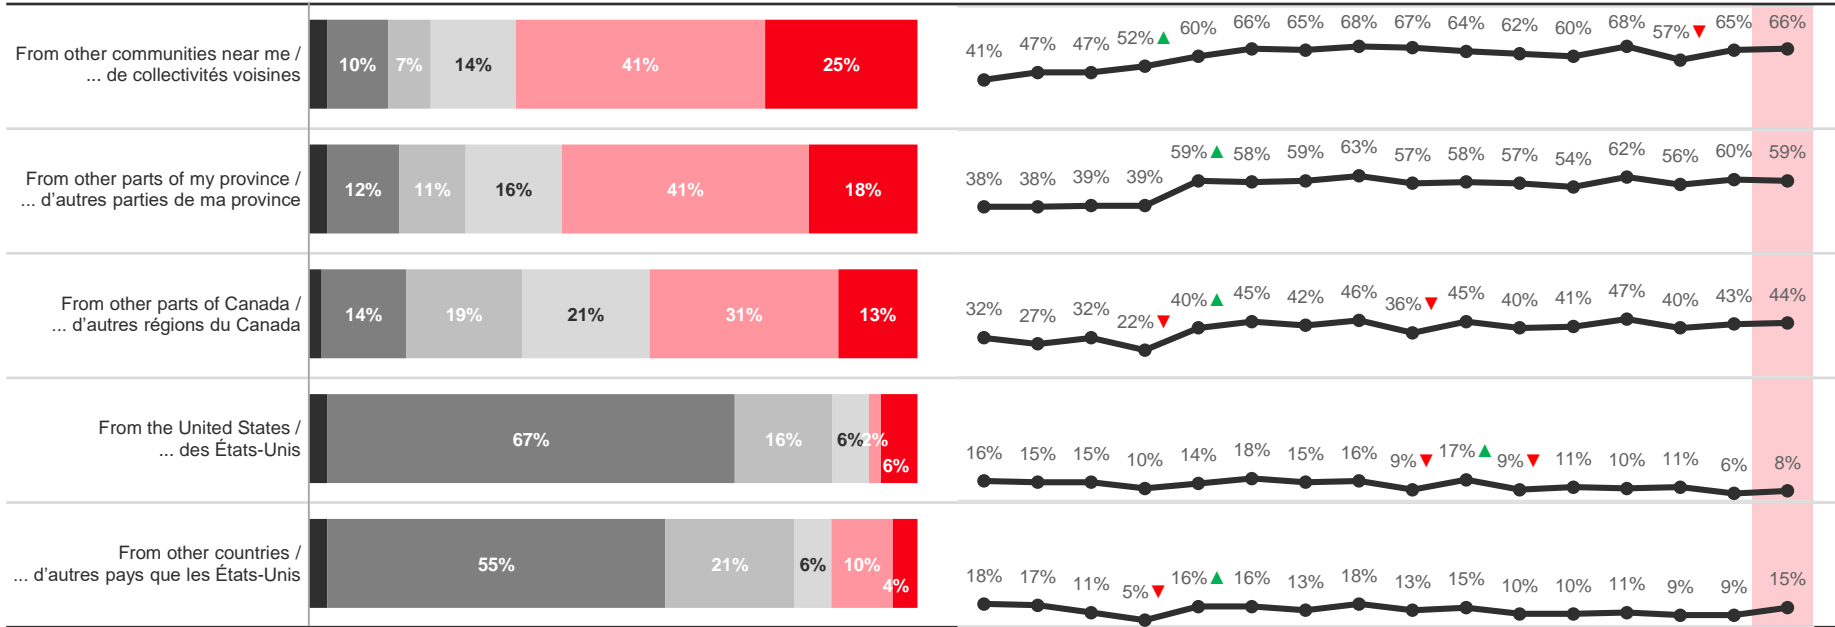 From other communities near me /
... de collectivités voisines
10% 7% 14% 41% 25%
41% 47% 47% 52% 60% 66% 65% 68% 67% 64% 62% 60% 68% 57% 65% 66%
From other parts of my province /
... d'autres parties de ma province
12% 11% 16% 41% 18%
38% 38% 39% 39% 59% 58% 59% 63% 57% 58% 57% 54% 62% 56% 60% 59%
From other parts of Canada /
... d'autres régions du Canada
14% 19% 21% 31% 13%
32% 27% 32% 22% 40% 45% 42% 46% 36% 45% 40% 41% 47% 40% 43% 44%
From the United States /
... des États-Unis
67% 16% 6% 2% 6%
16% 15% 15% 10% 14% 18% 15% 16% 9% 17% 9% 11% 10% 11% 6% 8%
From other countries /
... d'autres pays que les États-Unis
55% 21% 6% 10% 4%
18% 17% 11% 5% 16% 16% 13% 18% 13% 15% 10% 10% 11% 9% 9% 15%